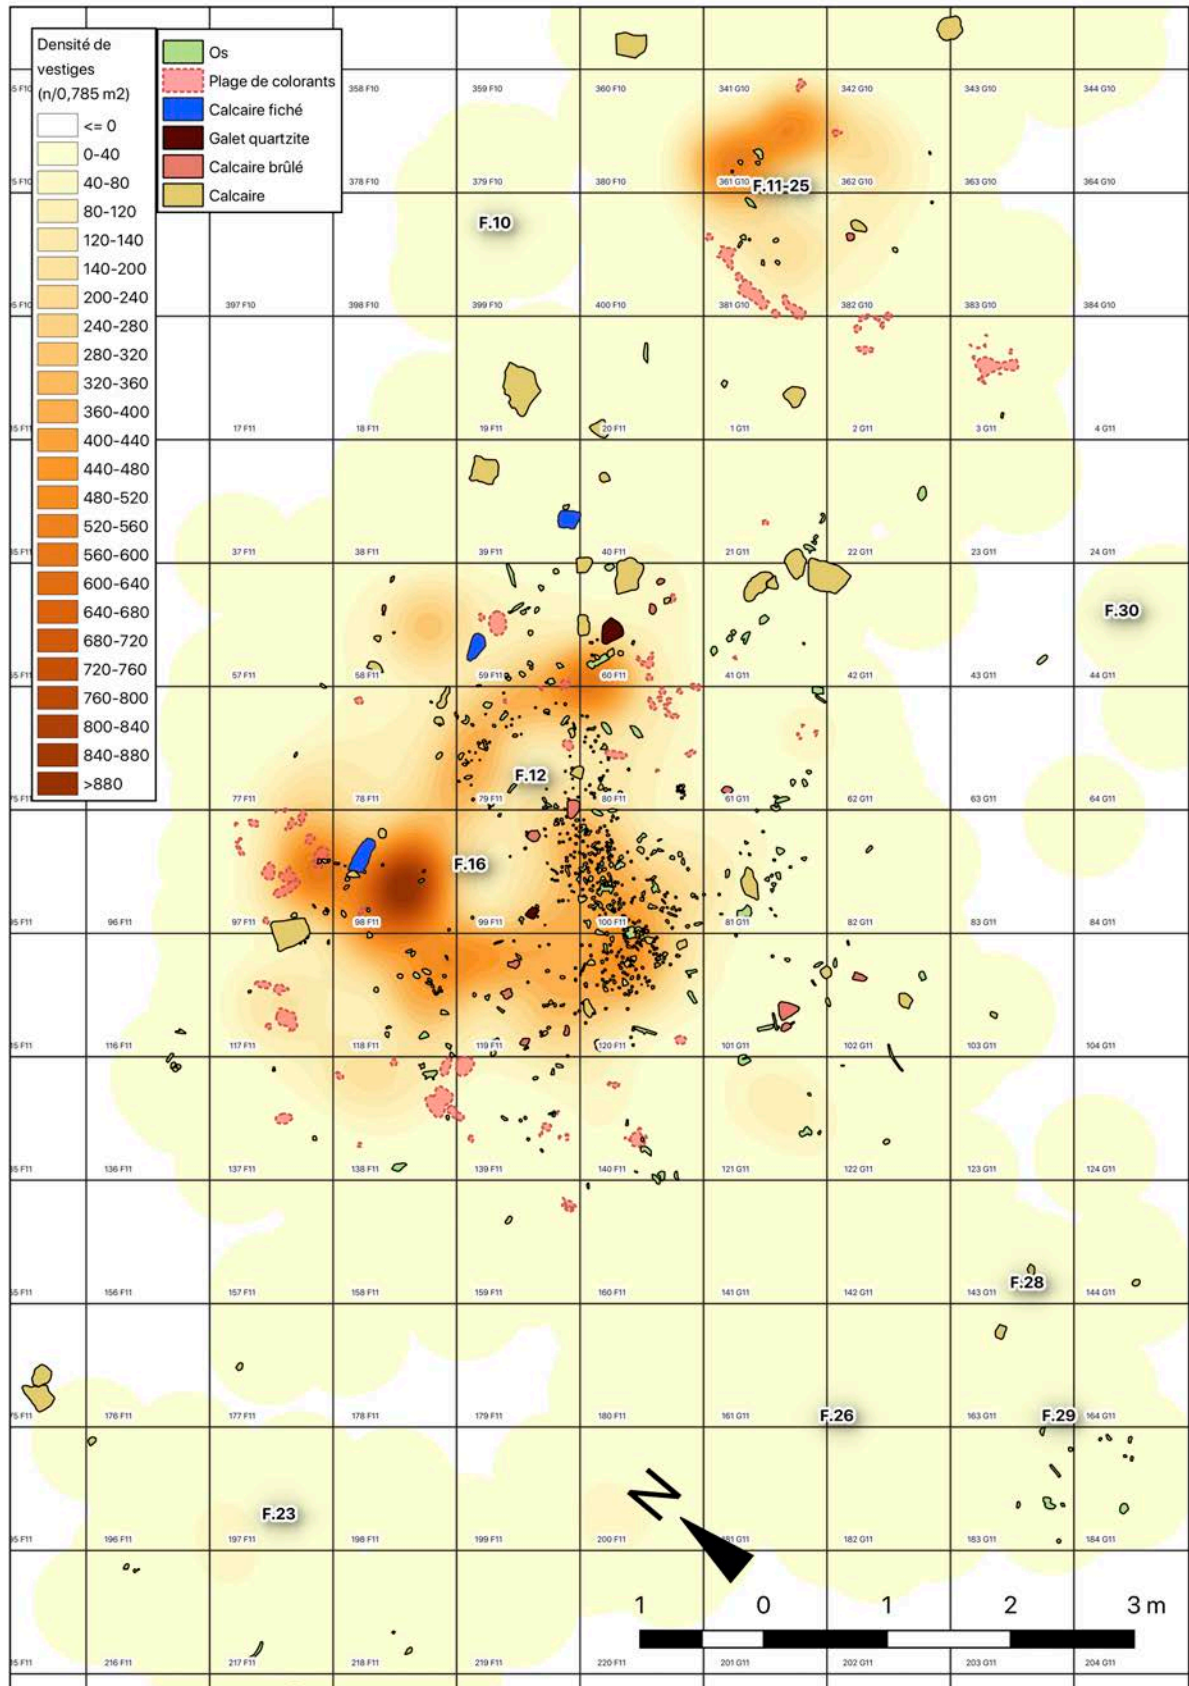 Densité de
vestiges
(n/0,785 m2)
<= 0
0-40
40-80
80-120
120-140
140-200
200-240
240-280
280-320
320-360
360-400
400-440
440-480
480-520
520-560
560-600
600-640
640-680
680-720
720-760
760-800
800-840
840-880
>880
Os
Plage de colorants
Calcaire fiché
Galet quartzite
Calcaire brûlé
Calcaire
358 F10 359 F10 360 F10 341 G10 342 G10 343 G10 344 G10
378 F10 379 F10 380 F10 361 G10 362 G10 363 G10 364 G10
F.11-25
F.10
397 F10 398 F10 399 F10 400 F10 381 G10 382 G10 383 G10 384 G10
17 F11 18 F11 19 F11 20 F11 1 G11 2 G11 3 G11 4 G11
37 F11 38 F11 39 F11 40 F11 21 G11 22 G11 23 G11 24 G11
F.30
57 F11 58 F11 59 F11 60 F11 41 G11 42 G11 43 G11 44 G11
F.12
77 F11 78 F11 79 F11 80 F11 61 G11 62 G11 63 G11 64 G11
F.16
96 F11 97 F11 98 F11 99 F11 100 F11 81 G11 82 G11 83 G11 84 G11
116 F11 117 F11 118 F11 119 F11 120 F11 101 G11 102 G11 103 G11 104 G11
136 F11 137 F11 138 F11 139 F11 140 F11 121 G11 122 G11 123 G11 124 G11
F.28
156 F11 157 F11 158 F11 159 F11 160 F11 141 G11 142 G11 143 G11 144 G11
F.26 F.29
176 F11 177 F11 178 F11 179 F11 180 F11 161 G11 163 G11 164 G11
N
F.23
196 F11 197 F11 198 F11 199 F11 200 F11 181 G11 182 G11 183 G11 184 G11
1 0 1 2 3 m
216 F11 217 F11 218 F11 219 F11 220 F11 201 G11 202 G11 203 G11 204 G11